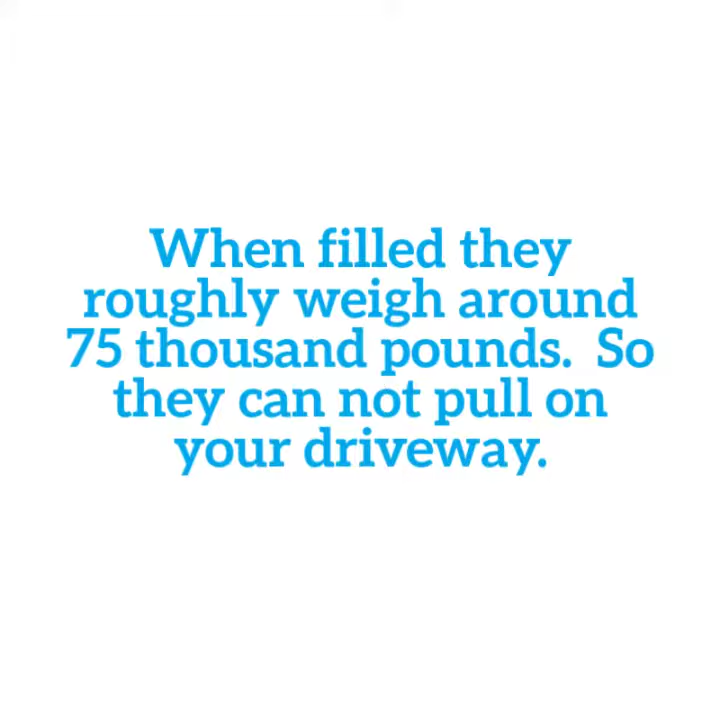 When filled they
roughly weigh around
75 thousand pounds.  So
they can not pull on
your driveway.